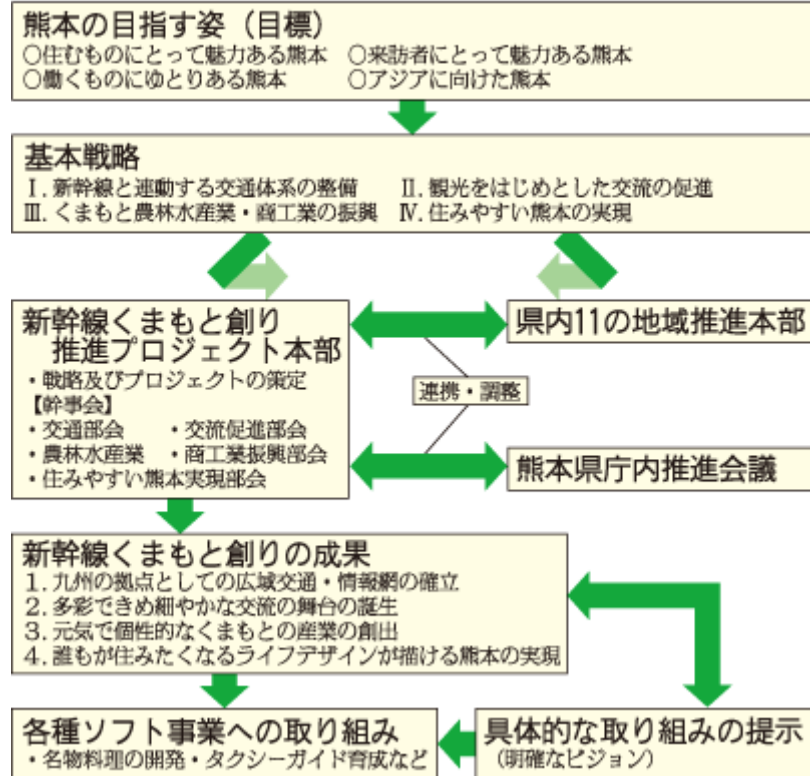 熊本の目指す姿（目標）
○住むものにとって魅力ある熊本　○来訪者にとって魅力ある熊本
○働くものにゆとりある熊本　○アジアに向けた熊本
基本戦略
Ⅰ. 新幹線と連動する交通体系の整備　Ⅱ. 観光をはじめとした交流の促進
Ⅲ. くまもと農林水産業・商工業の振興　Ⅳ. 住みやすい熊本の実現
新幹線くまもと創り
推進プロジェクト本部
・戦略及びプロジェクトの策定
【幹事会】
・交通部会　・交流促進部会
・農林水産業　・商工業振興部会
・住みやすい熊本実現部会
県内11の地域推進本部
連携・調整
熊本県庁内推進会議
新幹線くまもと創りの成果
1. 九州の拠点としての広域交通・情報網の確立
2. 多彩できめ細やかな交流の舞台の誕生
3. 元気で個性的なくまもとの産業の創出
4. 誰もが住みたくなるライフデザインが描ける熊本の実現
各種ソフト事業への取り組み
・名物料理の開発・タクシーガイド育成など
具体的な取り組みの提示
（明確なビジョン）